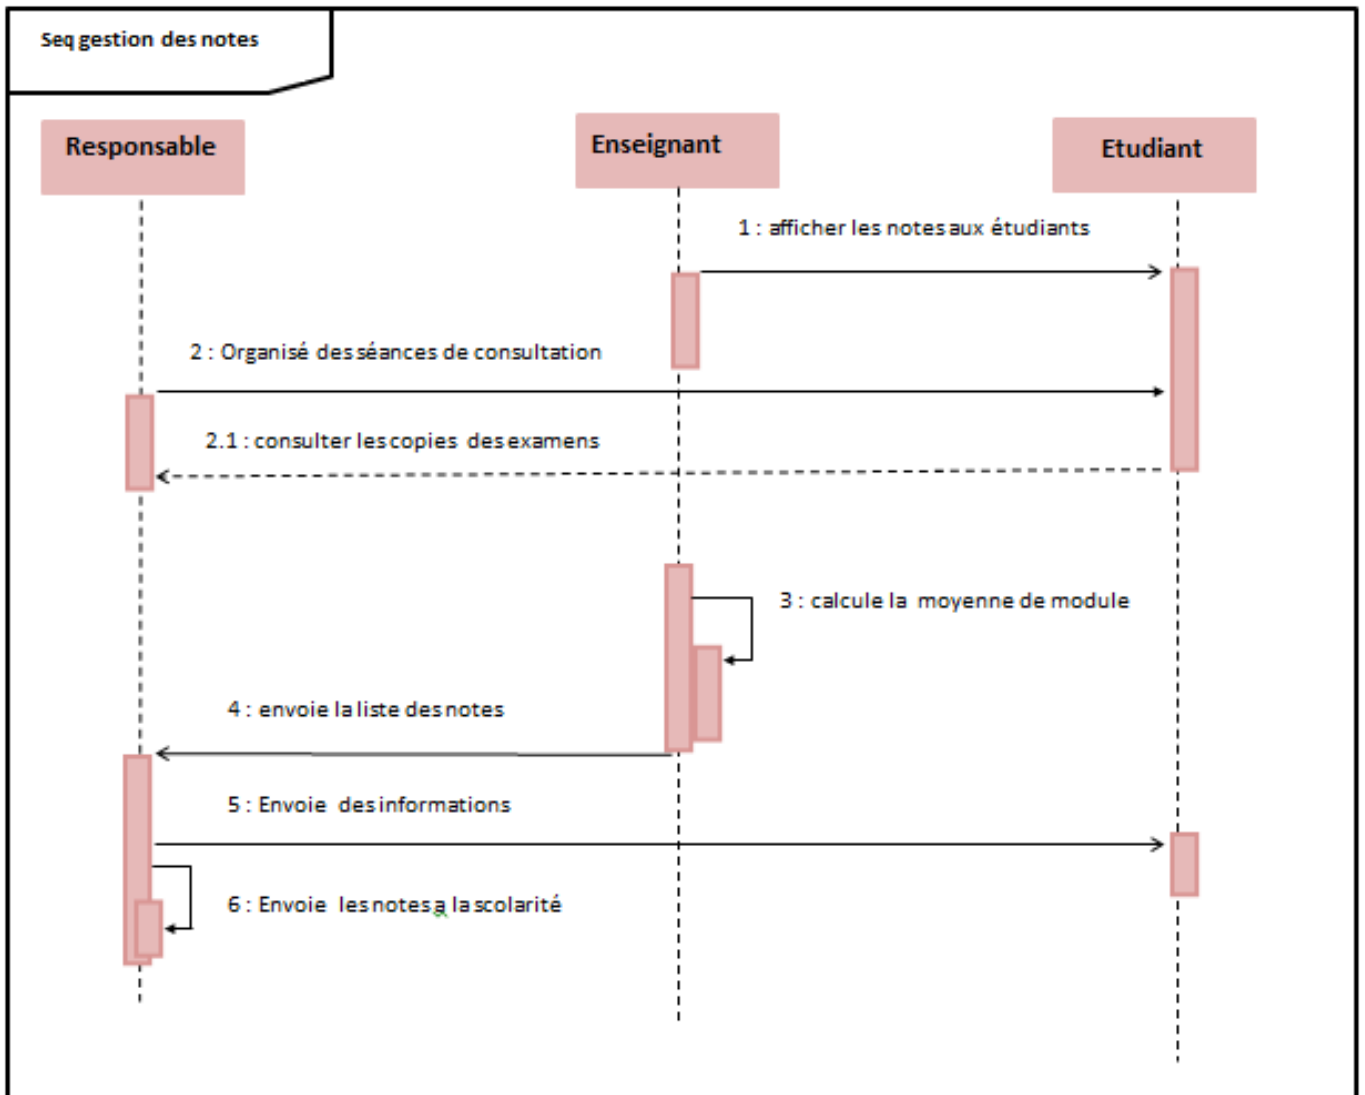 Seq gestion des notes
Responsable
Enseignant
Etudiant
1 : afficher les notes aux étudiants
2 : Organisé des séances de consultation
2.1 : consulter les copies des examens
3 : calcule la moyenne de module
4 : envoie la liste des notes
5 : Envoie des informations
6 : Envoie les notes a la scolarité